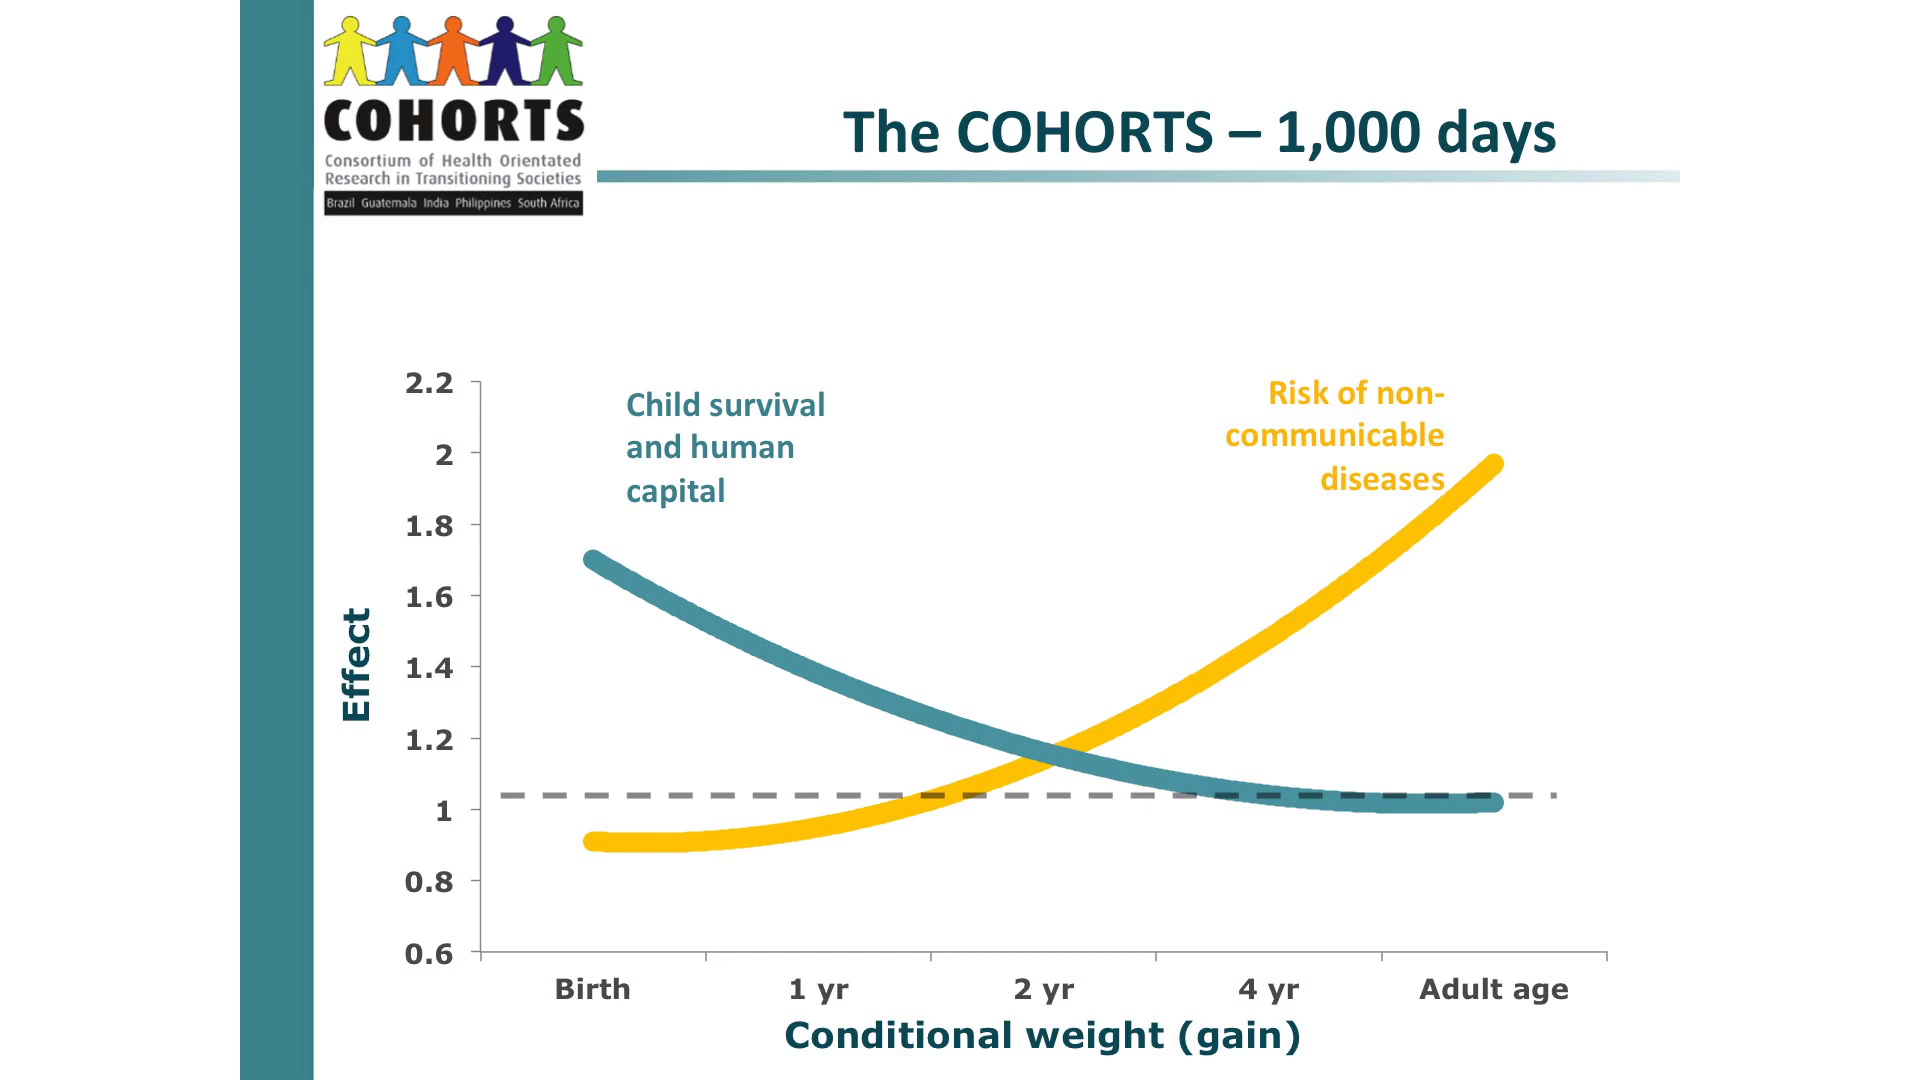 COHORTS
Consortium of Health Orientated
Research in Transitioning Societies
Brazil Guatemala India Philippines South Africa
The COHORTS – 1,000 days
Child survival
and human
capital
Risk of non-
communicable
diseases
Effect
2.2
2
1.8
1.6
1.4
1.2
1
0.8
0.6
Birth
1 yr
2 yr
4 yr
Adult age
Conditional weight (gain)